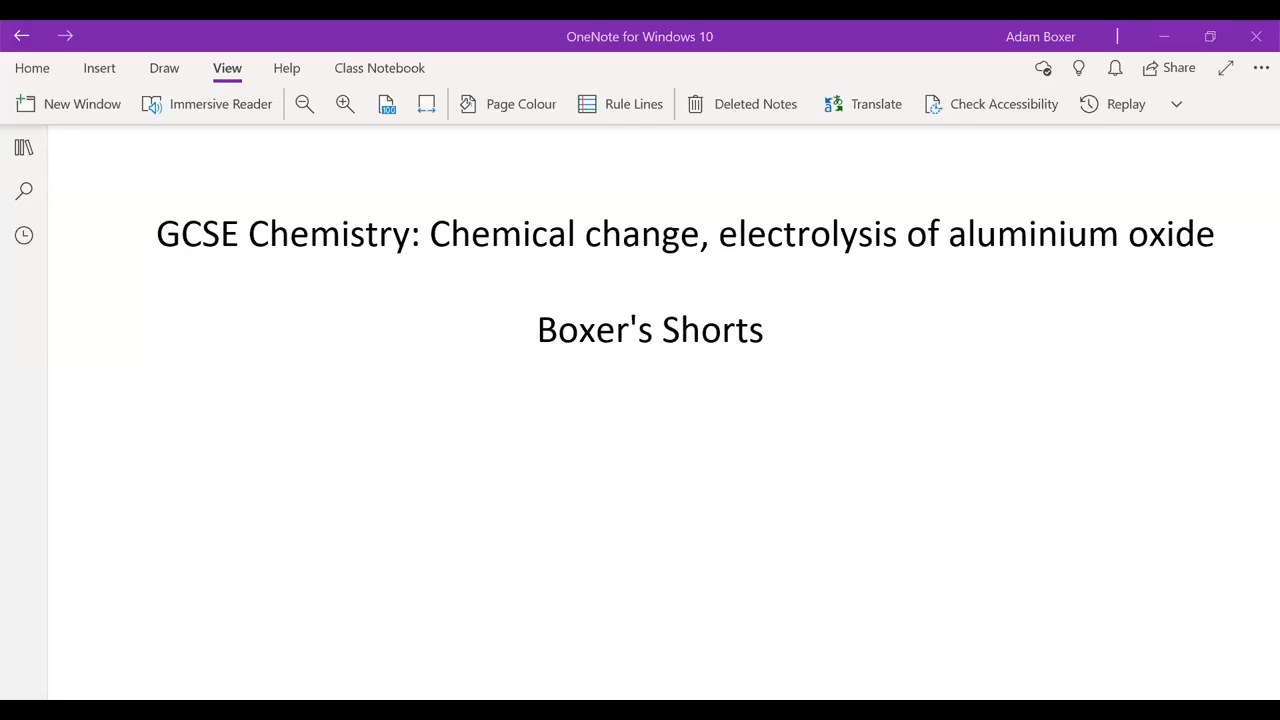 OneNote for Windows 10
Adam Boxer
Home Insert Draw View Help Class Notebook Share
New Window Immersive Reader 100 Page Colour Rule Lines Deleted Notes Translate Check Accessibility Replay
GCSE Chemistry: Chemical change, electrolysis of aluminium oxide
Boxer's Shorts